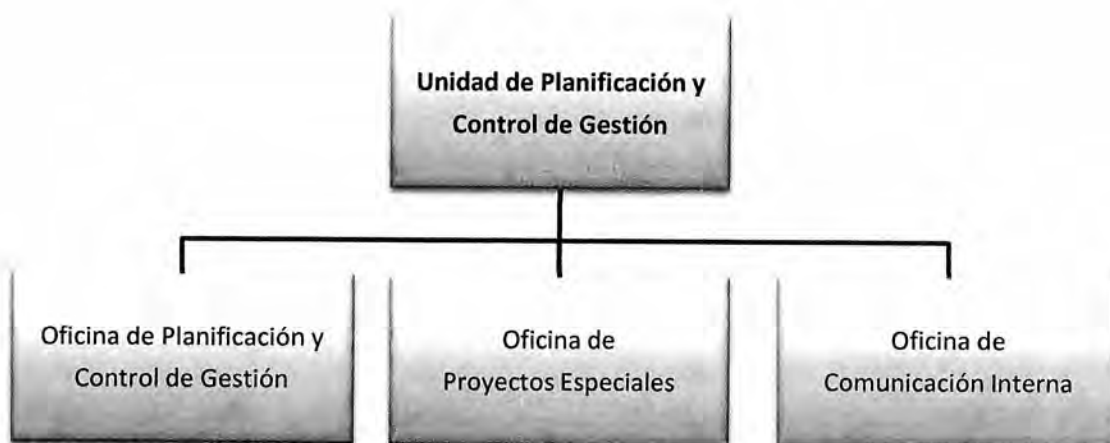 Unidad de Planificación y
Control de Gestión
Oficina de Planificación y
Control de Gestión
Oficina de
Proyectos Especiales
Oficina de
Comunicación Interna